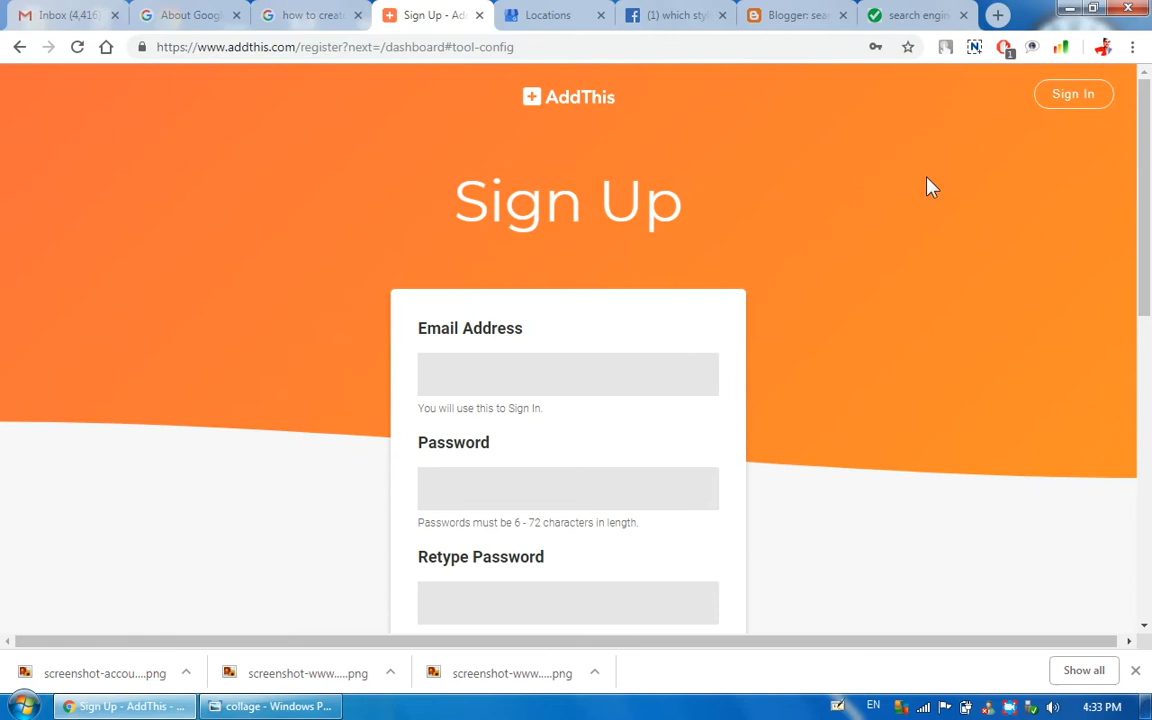 Inbox (4,416)
About Googl
how to create
Sign Up - Ad
Locations
(1) which styl
Blogger: sea
search engin
https://www.addthis.com/register?next=/dashboard#tool-config
1
AddThis
Sign In
Sign Up
Email Address
You will use this to Sign In.
Password
Passwords must be 6 - 72 characters in length.
Retype Password
screenshot-accou....png
screenshot-www.....png
screenshot-www.....png
Show all
Sign Up - AddThis - ...
collage - Windows P...
EN
4:33 PM